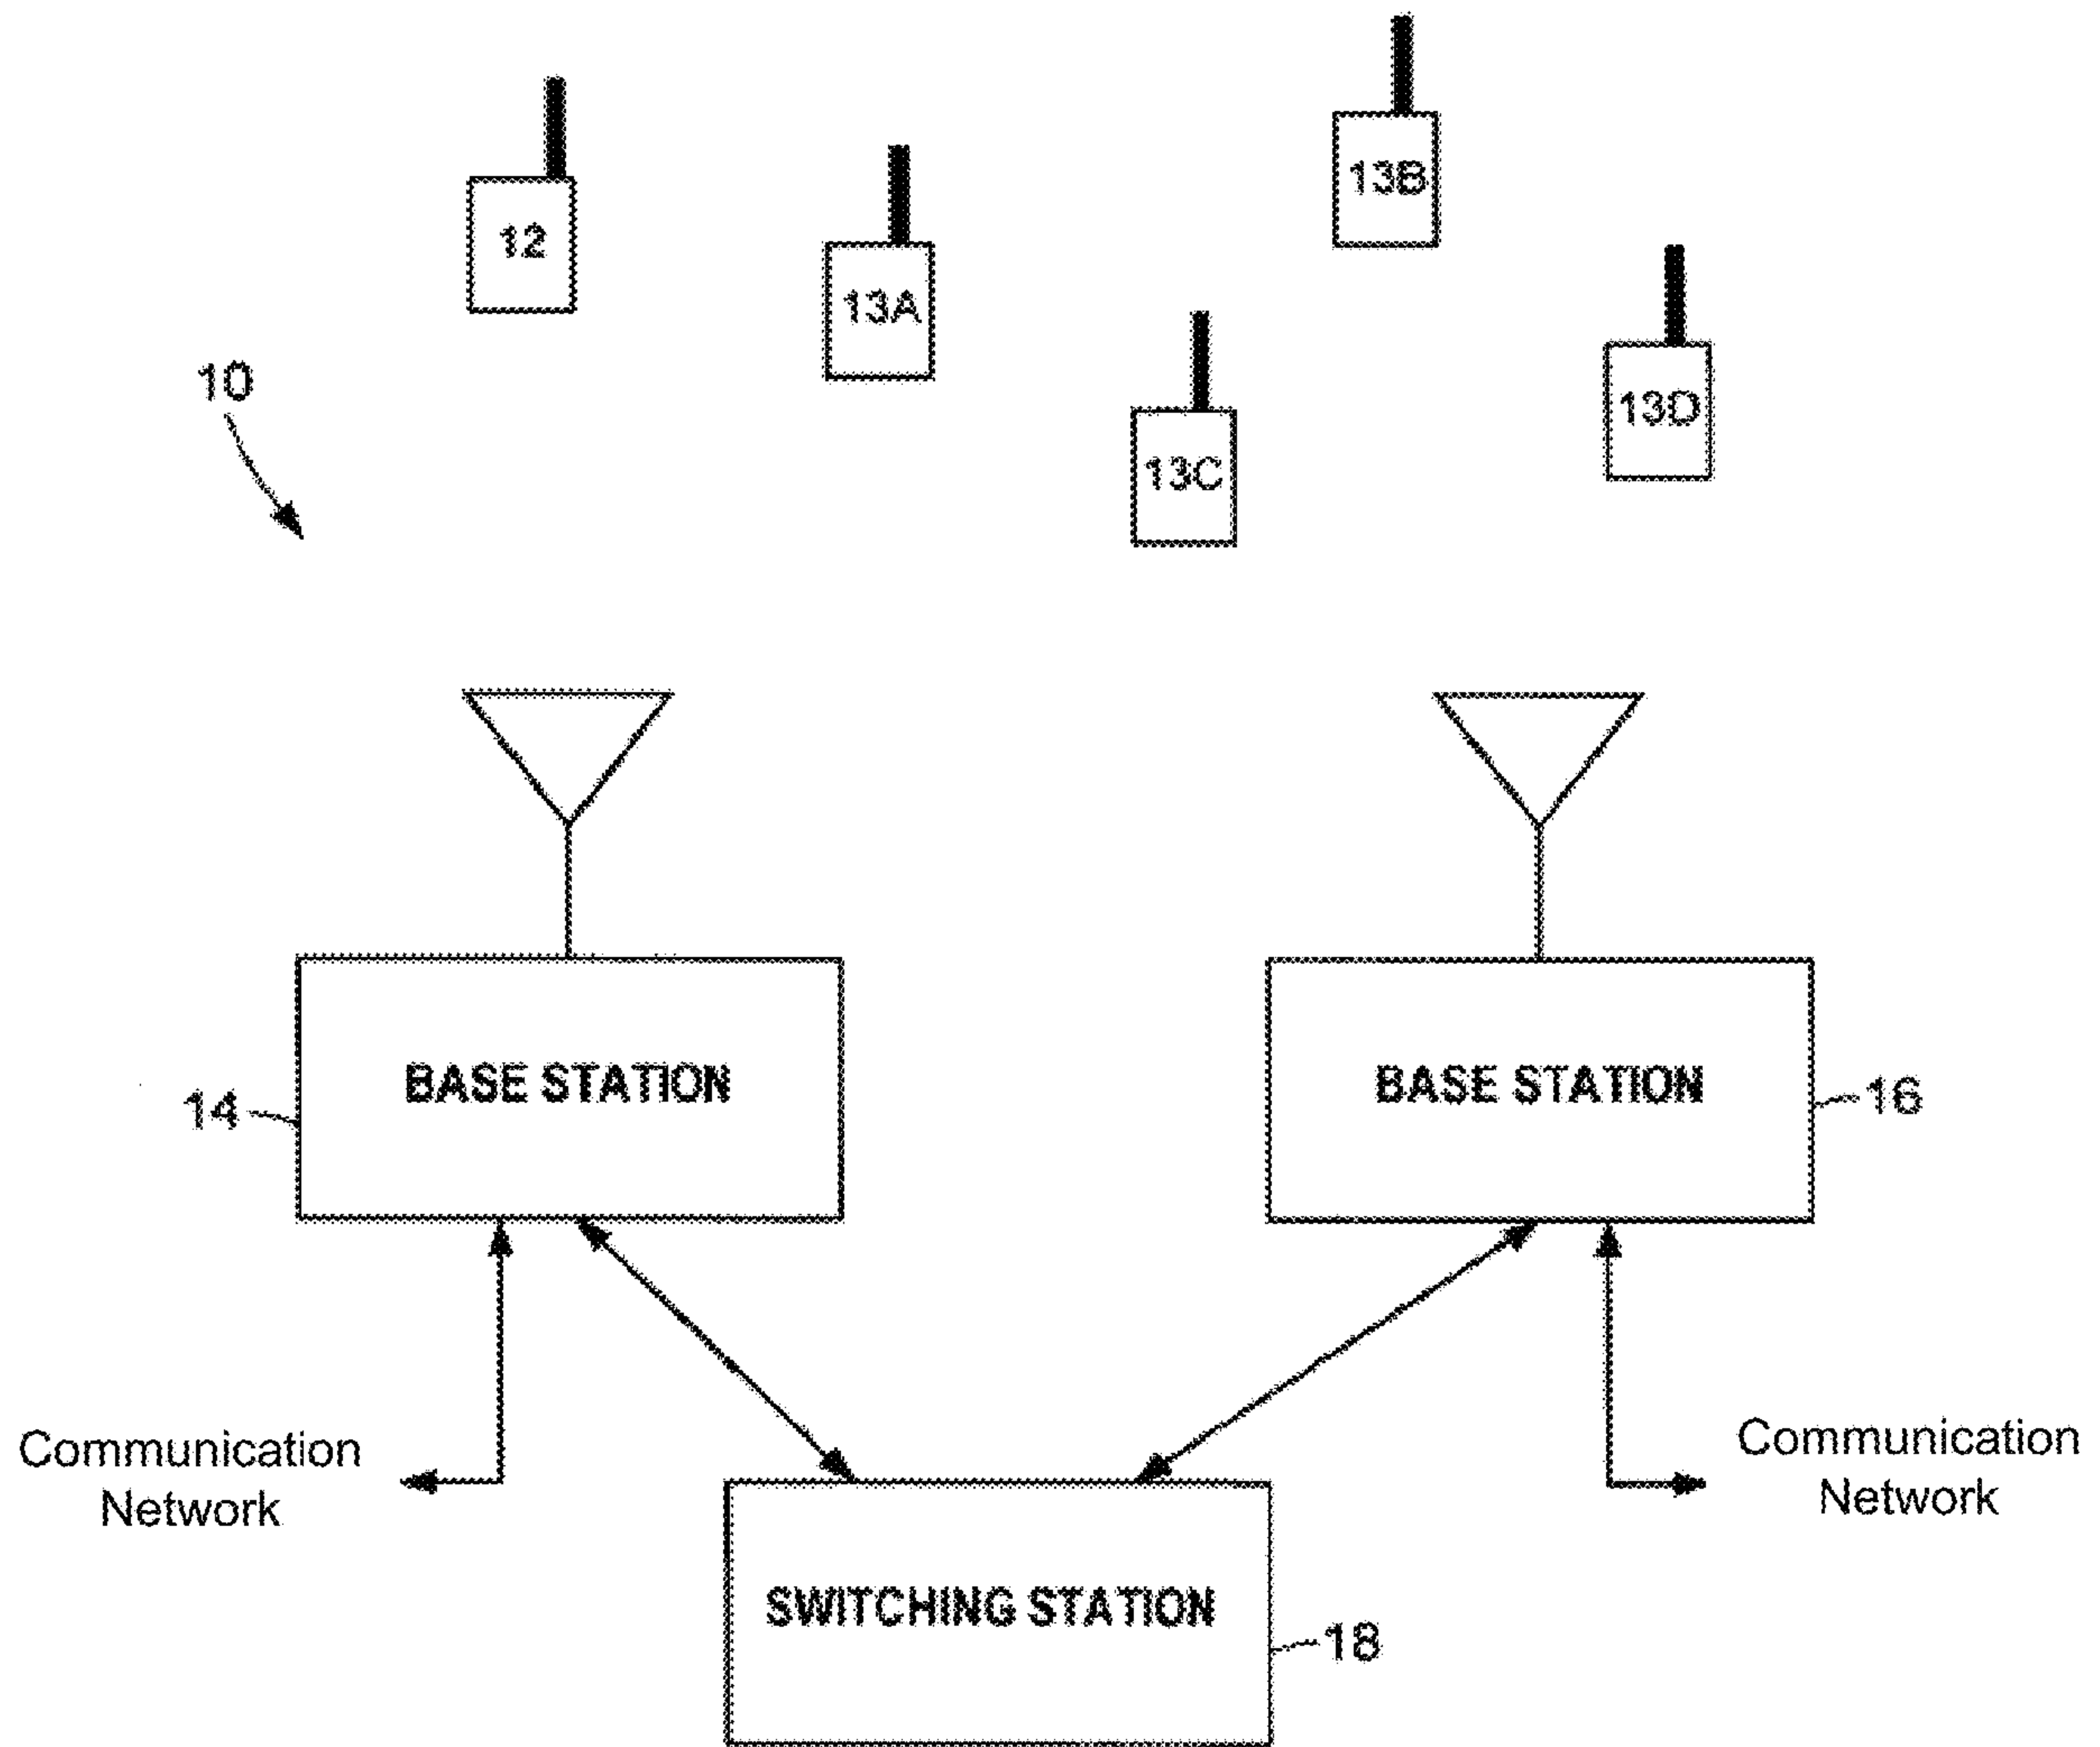 13B
12
13A
10
13D
13C
BASE STATION
BASE STATION
14
16
Communication
Network
Communication
Network
SWITCHING STATION
18